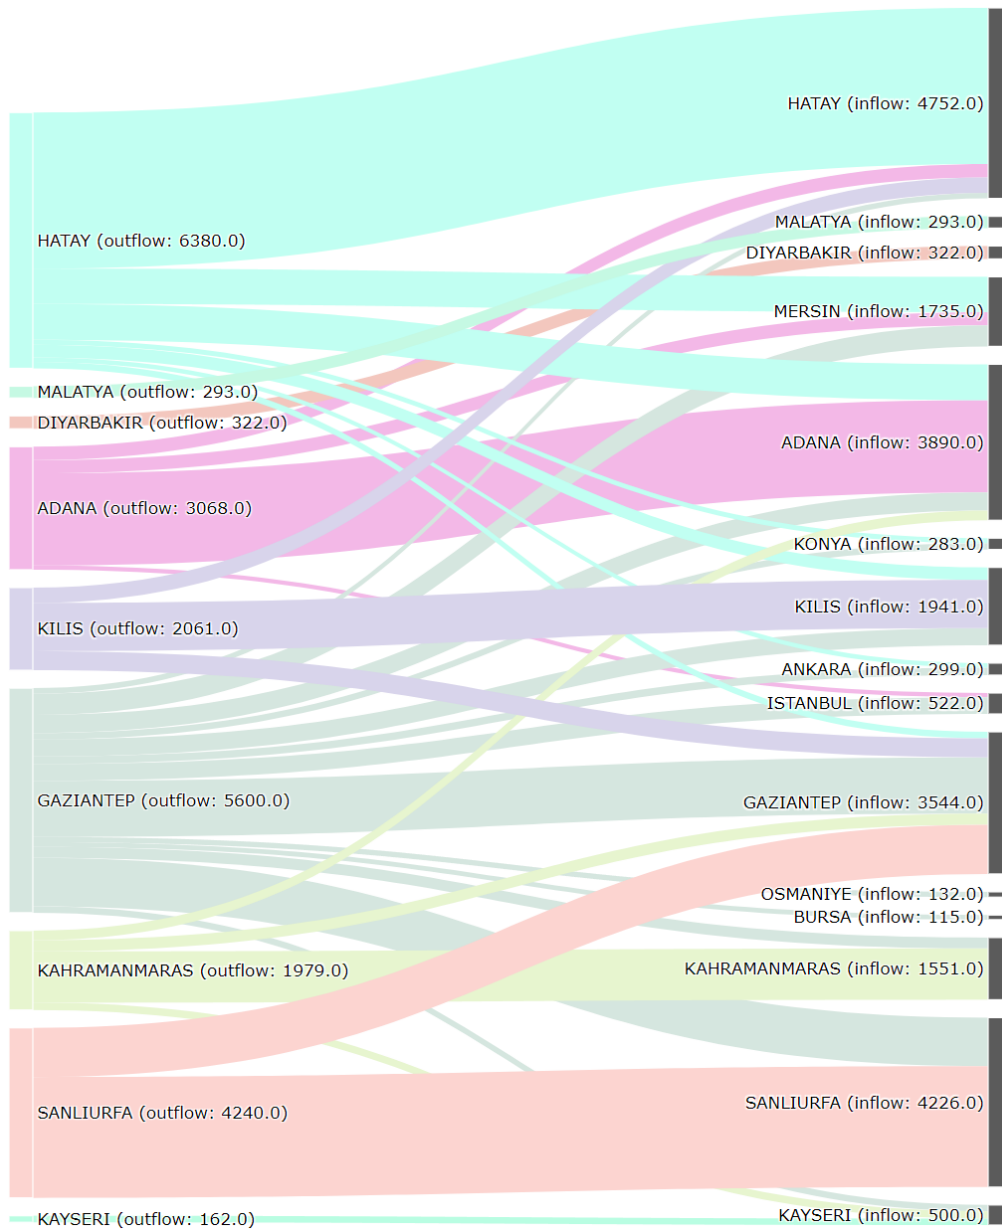 HATAY (inflow: 4752.0)
MALATYA (inflow: 293.0)
HATAY (outflow: 6380.0)
DIYARBAKIR (inflow: 322.0)
MERSIN (inflow: 1735.0)
MALATYA (outflow: 293.0)
DIYARBAKIR (outflow: 322.0)
ADANA (inflow: 3890.0)
ADANA (outflow: 3068.0)
KONYA (inflow: 283.0)
KILIS (inflow: 1941.0)
KILIS (outflow: 2061.0)
ANKARA (inflow: 299.0)
ISTANBUL (inflow: 522.0)
GAZIANTEP (outflow: 5600.0)
GAZIANTEP (inflow: 3544.0)
OSMANIYE (inflow: 132.0)
BURSA (inflow: 115.0)
KAHRAMANMARAS (outflow: 1979.0)
KAHRAMANMARAS (inflow: 1551.0)
SANLIURFA (inflow: 4226.0)
SANLIURFA (outflow: 4240.0)
KAYSERI (inflow: 500.0)
KAYSERI (outflow: 162.0)